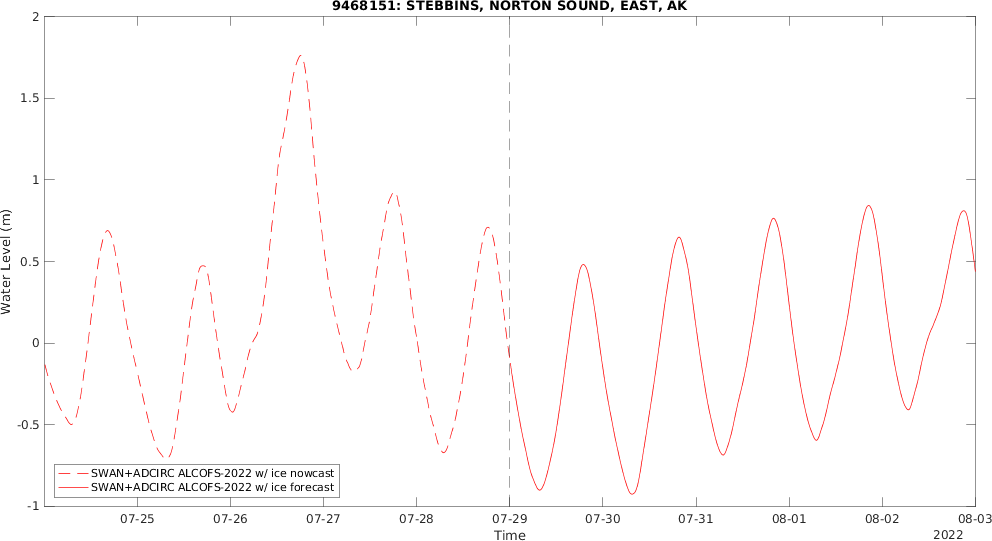 9468151: STEBBINS, NORTON SOUND, EAST, AK
2
1.5
1
0.5
0
-0.5
-1
Water Level (m)
SWAN+ADCIRC ALCOFS-2022 w/ ice nowcast
SWAN+ADCIRC ALCOFS-2022 w/ ice forecast
07-25 07-26 07-27 07-28 07-29 07-30 07-31 08-01 08-02 08-03
Time
2022